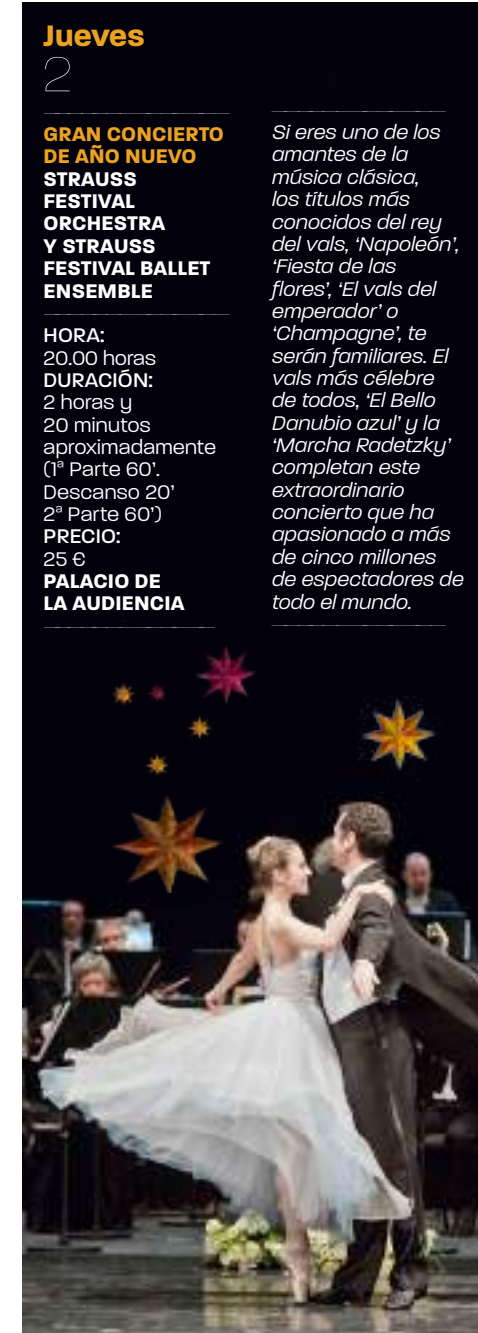 Jueves
2
GRAN CONCIERTO
DE AÑO NUEVO
STRAUSS
FESTIVAL
ORCHESTRA
Y STRAUSS
FESTIVAL BALLET
ENSEMBLE
HORA:
20.00 horas
DURACIÓN:
2 horas y
20 minutos
aproximadamente
(1ª Parte 60’.
Descanso 20’
2ª Parte 60’)
PRECIO:
25 €
PALACIO DE
LA AUDIENCIA
Si eres uno de los
amantes de la
música clásica,
los títulos más
conocidos del rey
del vals, ‘Napoleón’,
‘Fiesta de las
flores’, ‘El vals del
emperador’ o
‘Champagne’, te
serán familiares. El
vals más célebre
de todos, ‘El Bello
Danubio azul’ y la
‘Marcha Radetzky’
completan este
extraordinario
concierto que ha
apasionado a más
de cinco millones
de espectadores de
todo el mundo.